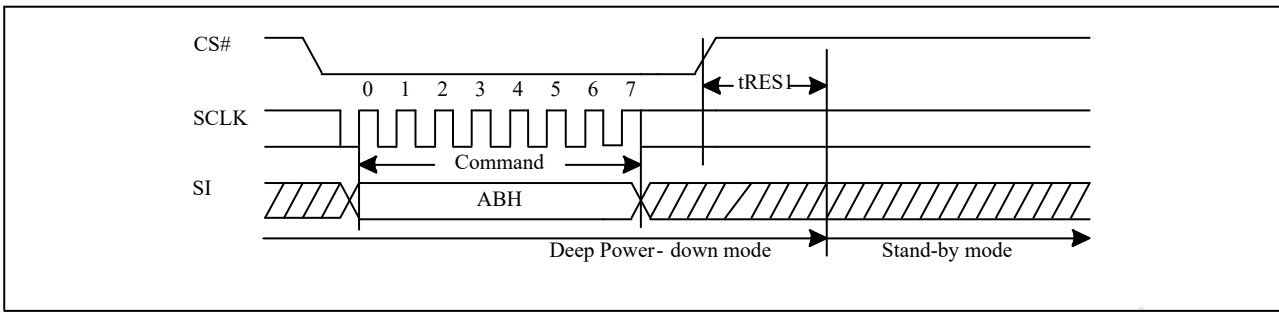 CS#
tRES1
0 1 2 3 4 5 6 7
SCLK
Command
SI
ABH
Deep Power- down mode
Stand-by mode